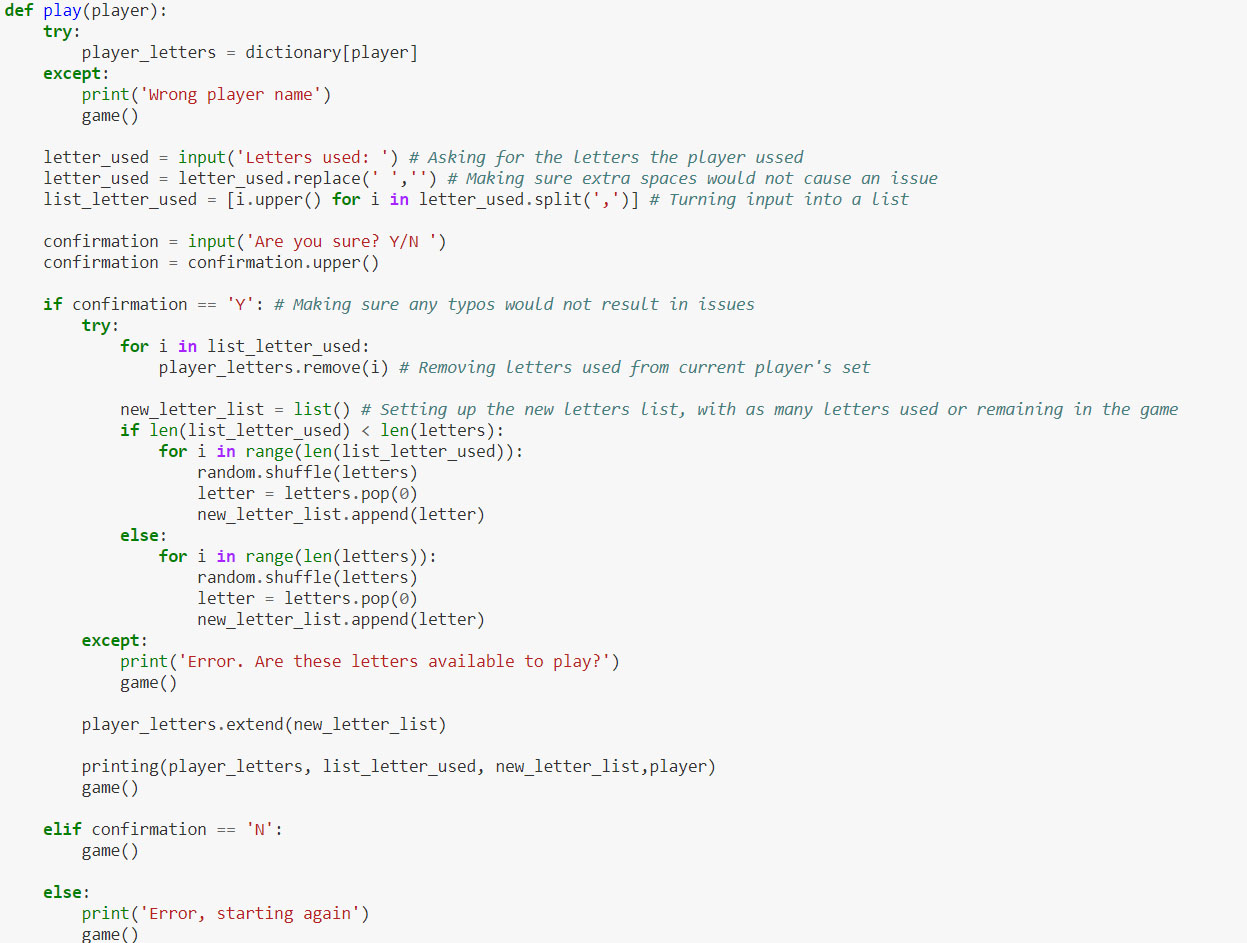 def play(player):
    try:
        player_letters = dictionary[player]
    except:
        print('Wrong player name')
        game()

    letter_used = input('Letters used: ') # Asking for the letters the player ussed
    letter_used = letter_used.replace(' ','') # Making sure extra spaces would not cause an issue
    list_letter_used = [i.upper() for i in letter_used.split(',')] # Turning input into a list

    confirmation = input('Are you sure? Y/N ')
    confirmation = confirmation.upper()

    if confirmation == 'Y': # Making sure any typos would not result in issues
        try:
            for i in list_letter_used:
                player_letters.remove(i) # Removing letters used from current player's set

            new_letter_list = list() # Setting up the new letters list, with as many letters used or remaining in the game
            if len(list_letter_used) < len(letters):
                for i in range(len(list_letter_used)):
                    random.shuffle(letters)
                    letter = letters.pop(0)
                    new_letter_list.append(letter)
            else:
                for i in range(len(letters)):
                    random.shuffle(letters)
                    letter = letters.pop(0)
                    new_letter_list.append(letter)
        except:
            print('Error. Are these letters available to play?')
            game()

        player_letters.extend(new_letter_list)

        printing(player_letters, list_letter_used, new_letter_list,player)
        game()

    elif confirmation == 'N':
        game()

    else:
        print('Error, starting again')
        game()